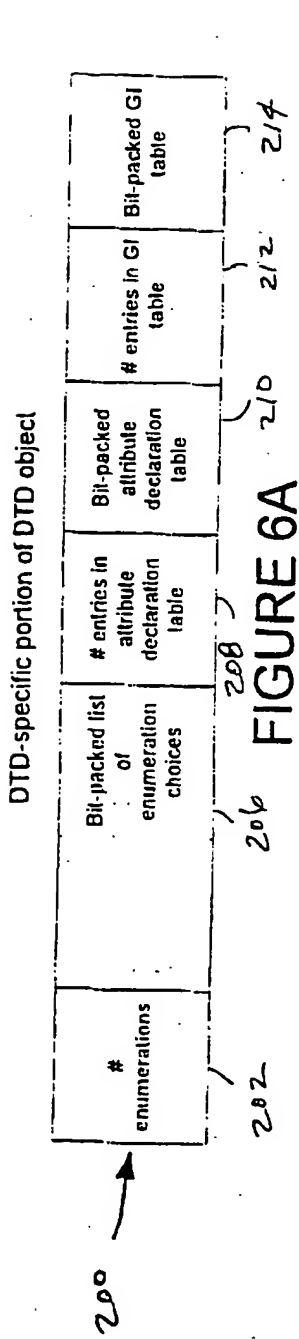 DTD-specific portion of DTD object
200
#
enumerations
Bit-packed list
of
enumeration
choices
# entries in
attribute
declaration
table
Bit-packed
attribute
declaration
table
# entries in GI
table
Bit-packed GI
table
202
206
208
210
212
214
FIGURE 6A